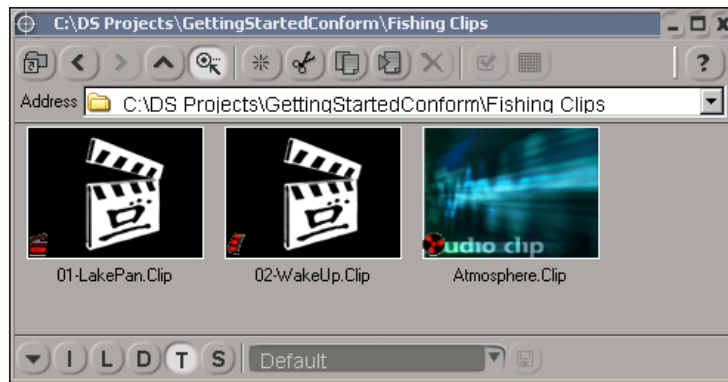 C:\DS Projects\GettingStartedConform\Fishing Clips
?
Address C:\DS Projects\GettingStartedConform\Fishing Clips
udio clip
01-LakePan.Clip 02-WakeUp.Clip Atmosphere.Clip
I L D T S Default